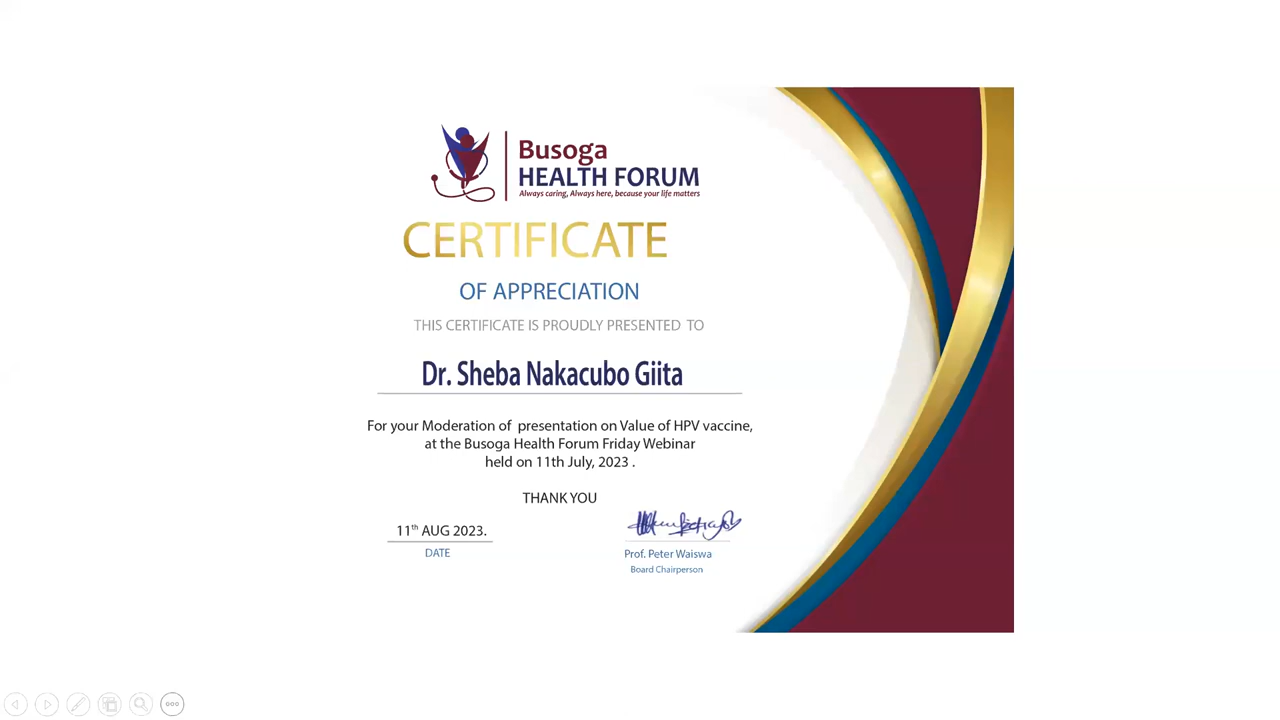 Busoga
HEALTH FORUM
Always caring, Always here, because your life matters
CERTIFICATE
OF APPRECIATION
THIS CERTIFICATE IS PROUDLY PRESENTED TO
Dr. Sheba Nakacubo Giita
For your Moderation of presentation on Value of HPV vaccine,
at the Busoga Health Forum Friday Webinar
held on 11th July, 2023 .
THANK YOU
11th AUG 2023.
DATE
Prof. Peter Waiswa
Board Chairperson